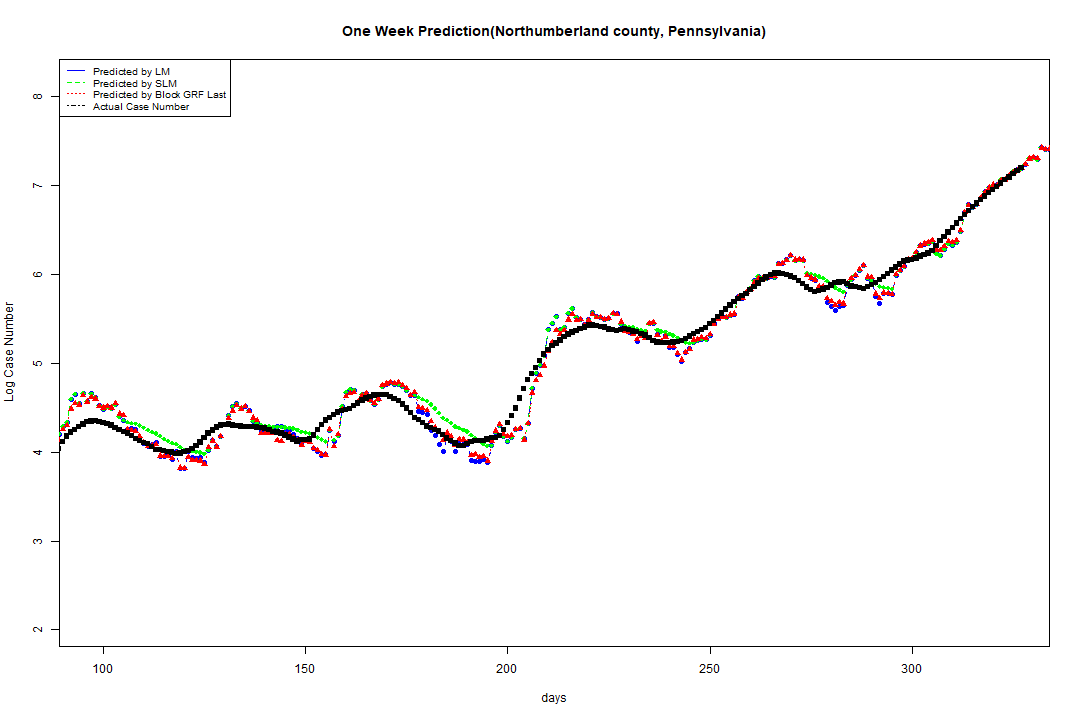 One Week Prediction(Northumberland county, Pennsylvania)
Predicted by LM
Predicted by SLM
Predicted by Block GRF Last
Actual Case Number
8
7
6
5
4
3
2
Log Case Number
100 150 200 250 300
days